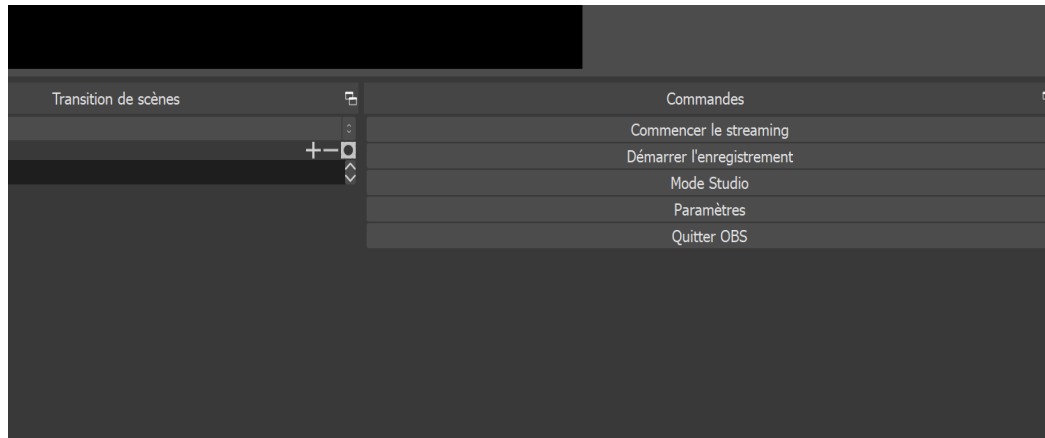 Transition de scènes
Commandes
Commencer le streaming
Démarrer l'enregistrement
Mode Studio
Paramètres
Quitter OBS